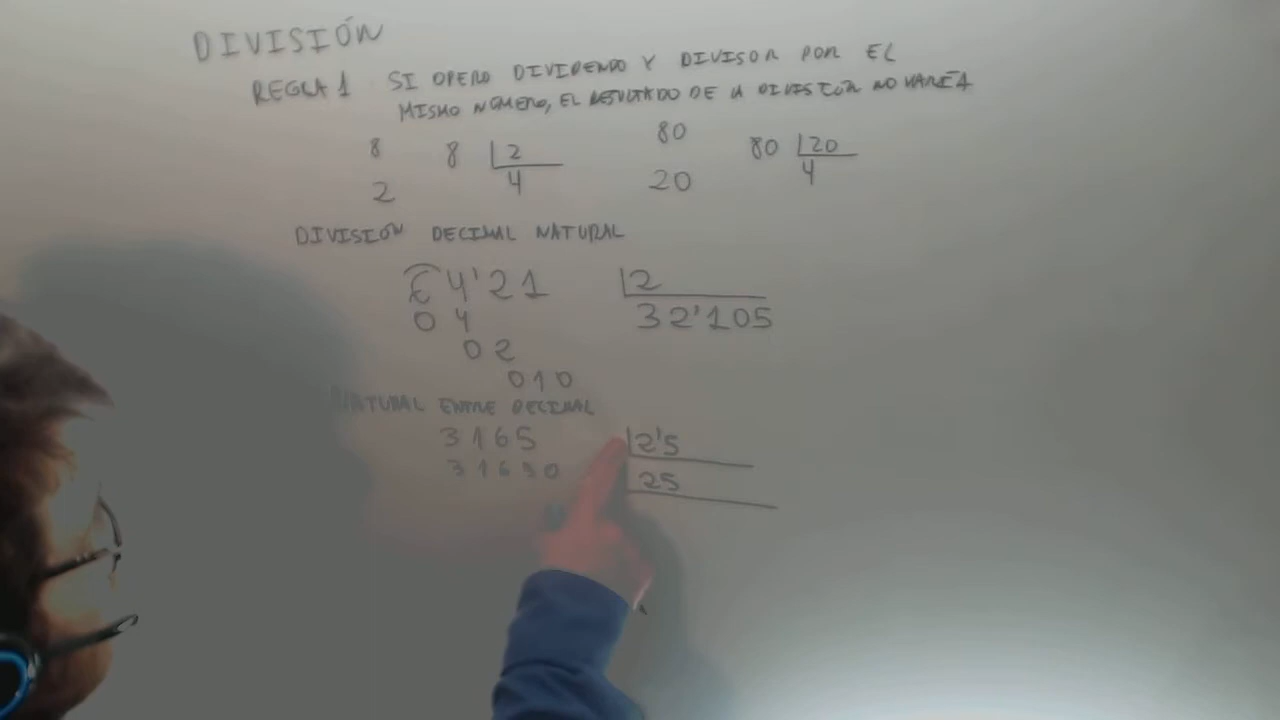 DIVISIÓN
REGLA 1 SI OPERO DIVIDENDO Y DIVISOR POR EL
MISMO NÚMERO, EL RESULTADO DE LA DIVISIÓN NO VARÍA
8 8 2 80 80 20
2 4 20 4
DIVISIÓN DECIMAL NATURAL
64'21 2
04 32'105
02
010
NATURAL ENTRE DECIMAL
3165 2'5
31650 25